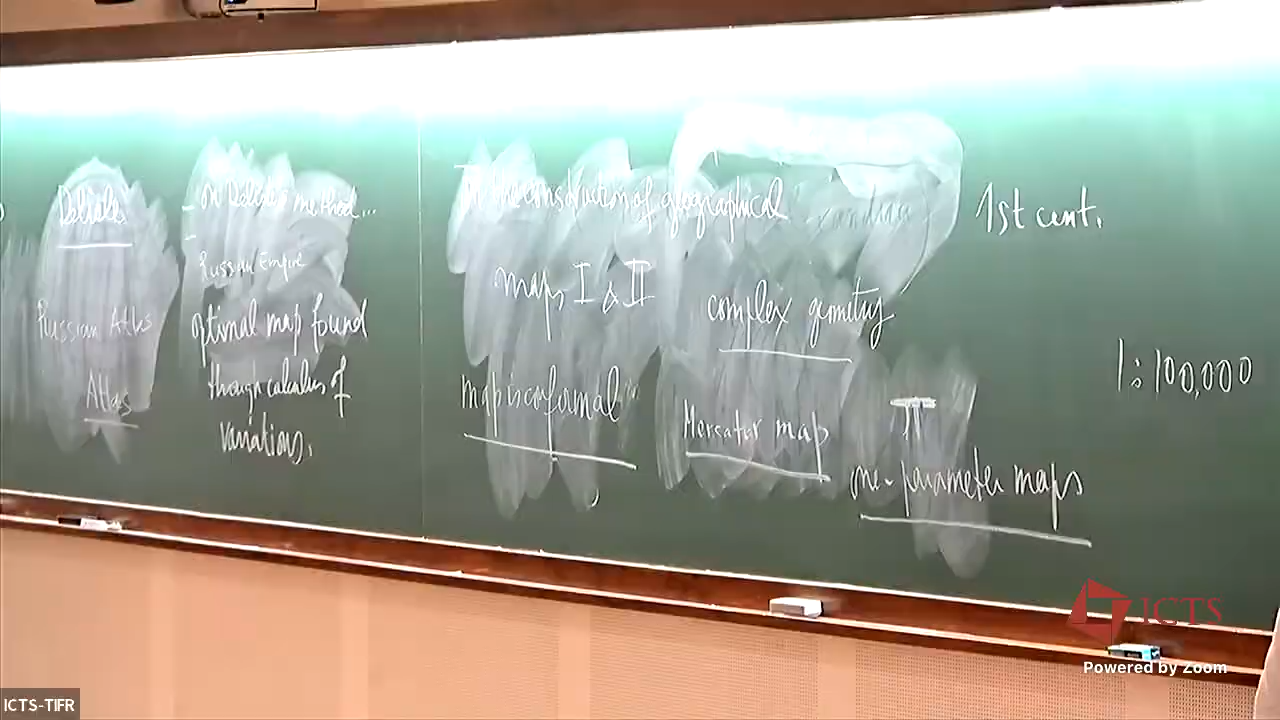 Delisle
Russian Atlas
Atlas
- on Delisle's method...
- Russian Empire
optimal map found
through calculus of
variations.
On the construction of geographical
maps I & II
map is conformal
complex geometry
Mercator map
II
one-parameter maps
1st cent.
1:100,000
ICTS
Powered by Zoom
ICTS-TIFR